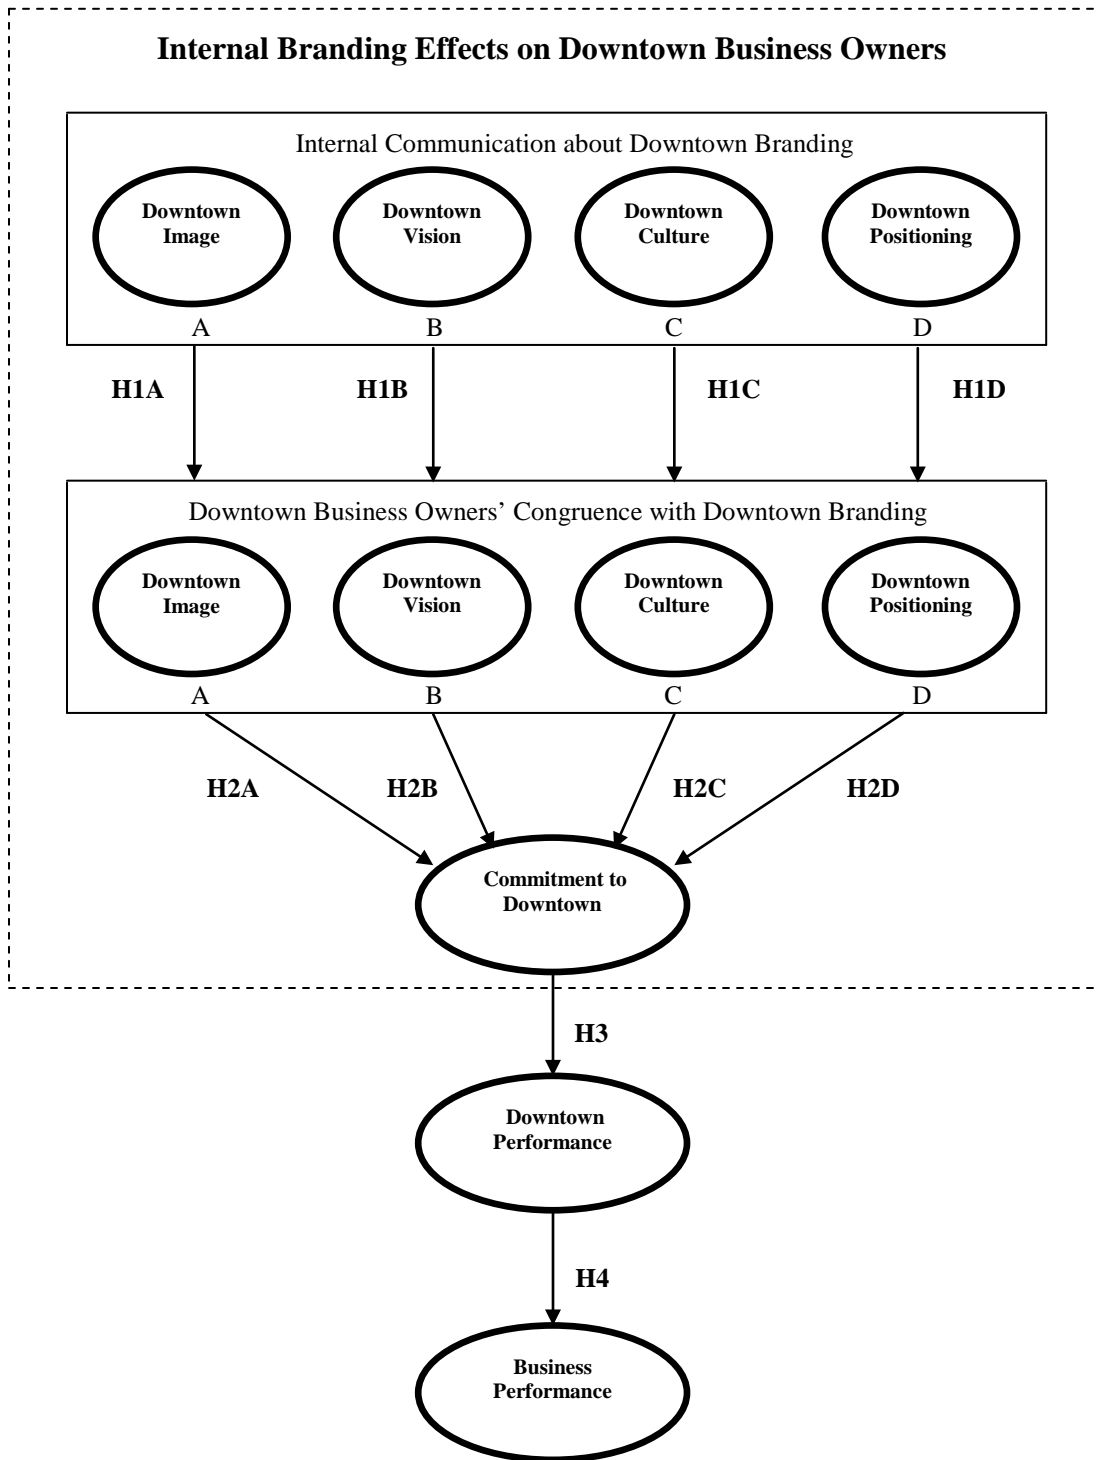 Internal Branding Effects on Downtown Business Owners
Internal Communication about Downtown Branding
Downtown
Image
Downtown
Vision
Downtown
Culture
Downtown
Positioning
A
B
C
D
H1A
H1B
H1C
H1D
Downtown Business Owners’ Congruence with Downtown Branding
Downtown
Image
Downtown
Vision
Downtown
Culture
Downtown
Positioning
A
B
C
D
H2A
H2B
H2C
H2D
Commitment to
Downtown
H3
Downtown
Performance
H4
Business
Performance